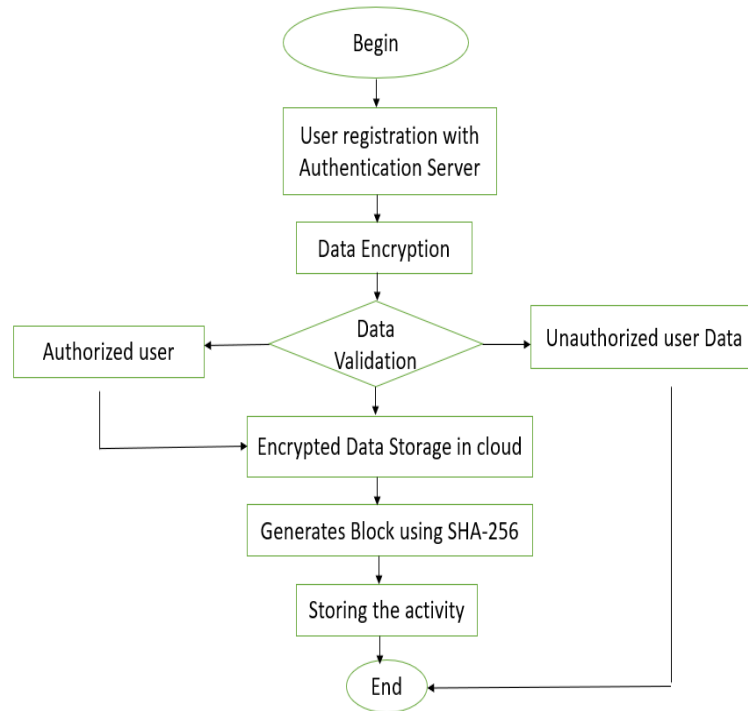 Begin
User registration with
Authentication Server
Data Encryption
Data
Validation
Authorized user
Unauthorized user Data
Encrypted Data Storage in cloud
Generates Block using SHA-256
Storing the activity
End